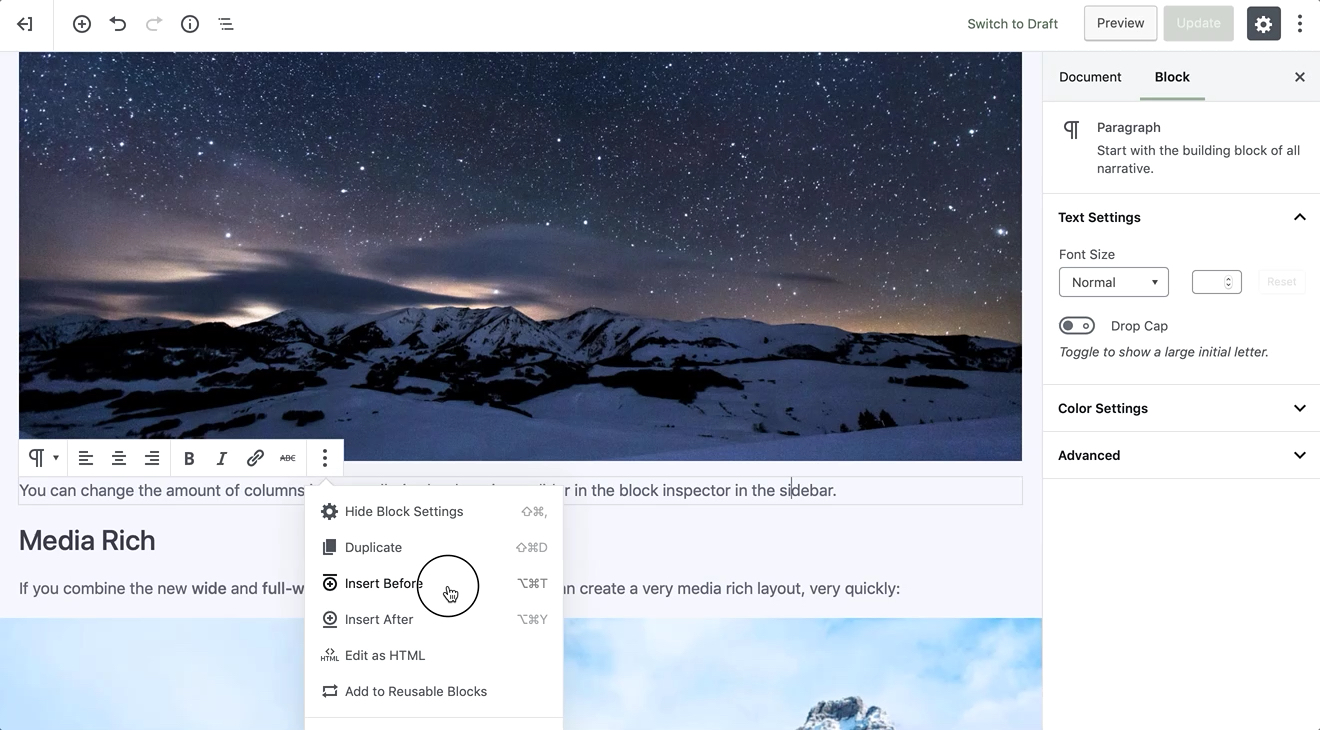 Switch to Draft
Preview
Update
Document
Block
Paragraph
Start with the building block of all
narrative.
Text Settings
Font Size
Normal
Reset
Drop Cap
Toggle to show a large initial letter.
Color Settings
Advanced
B
I
ABC
You can change the amount of columns in the block inspector in the sidebar.
Hide Block Settings ⇧⌘,
Duplicate ⇧⌘D
Insert Before ⌥⌘T
Insert After ⌥⌘Y
HTML Edit as HTML
Add to Reusable Blocks
Media Rich
If you combine the new wide and create a very media rich layout, very quickly: